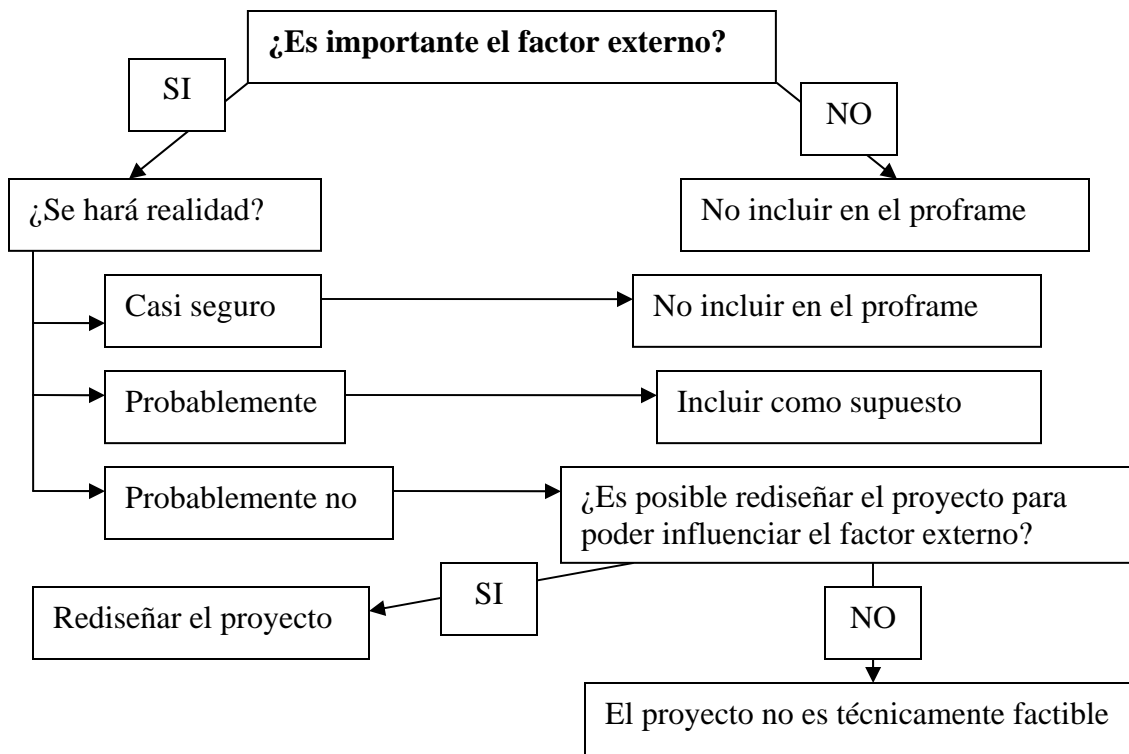 ¿Es importante el factor externo?
SI
NO
¿Se hará realidad?
No incluir en el proframe
Casi seguro
No incluir en el proframe
Probablemente
Incluir como supuesto
Probablemente no
¿Es posible rediseñar el proyecto para
poder influenciar el factor externo?
SI
Rediseñar el proyecto
NO
El proyecto no es técnicamente factible